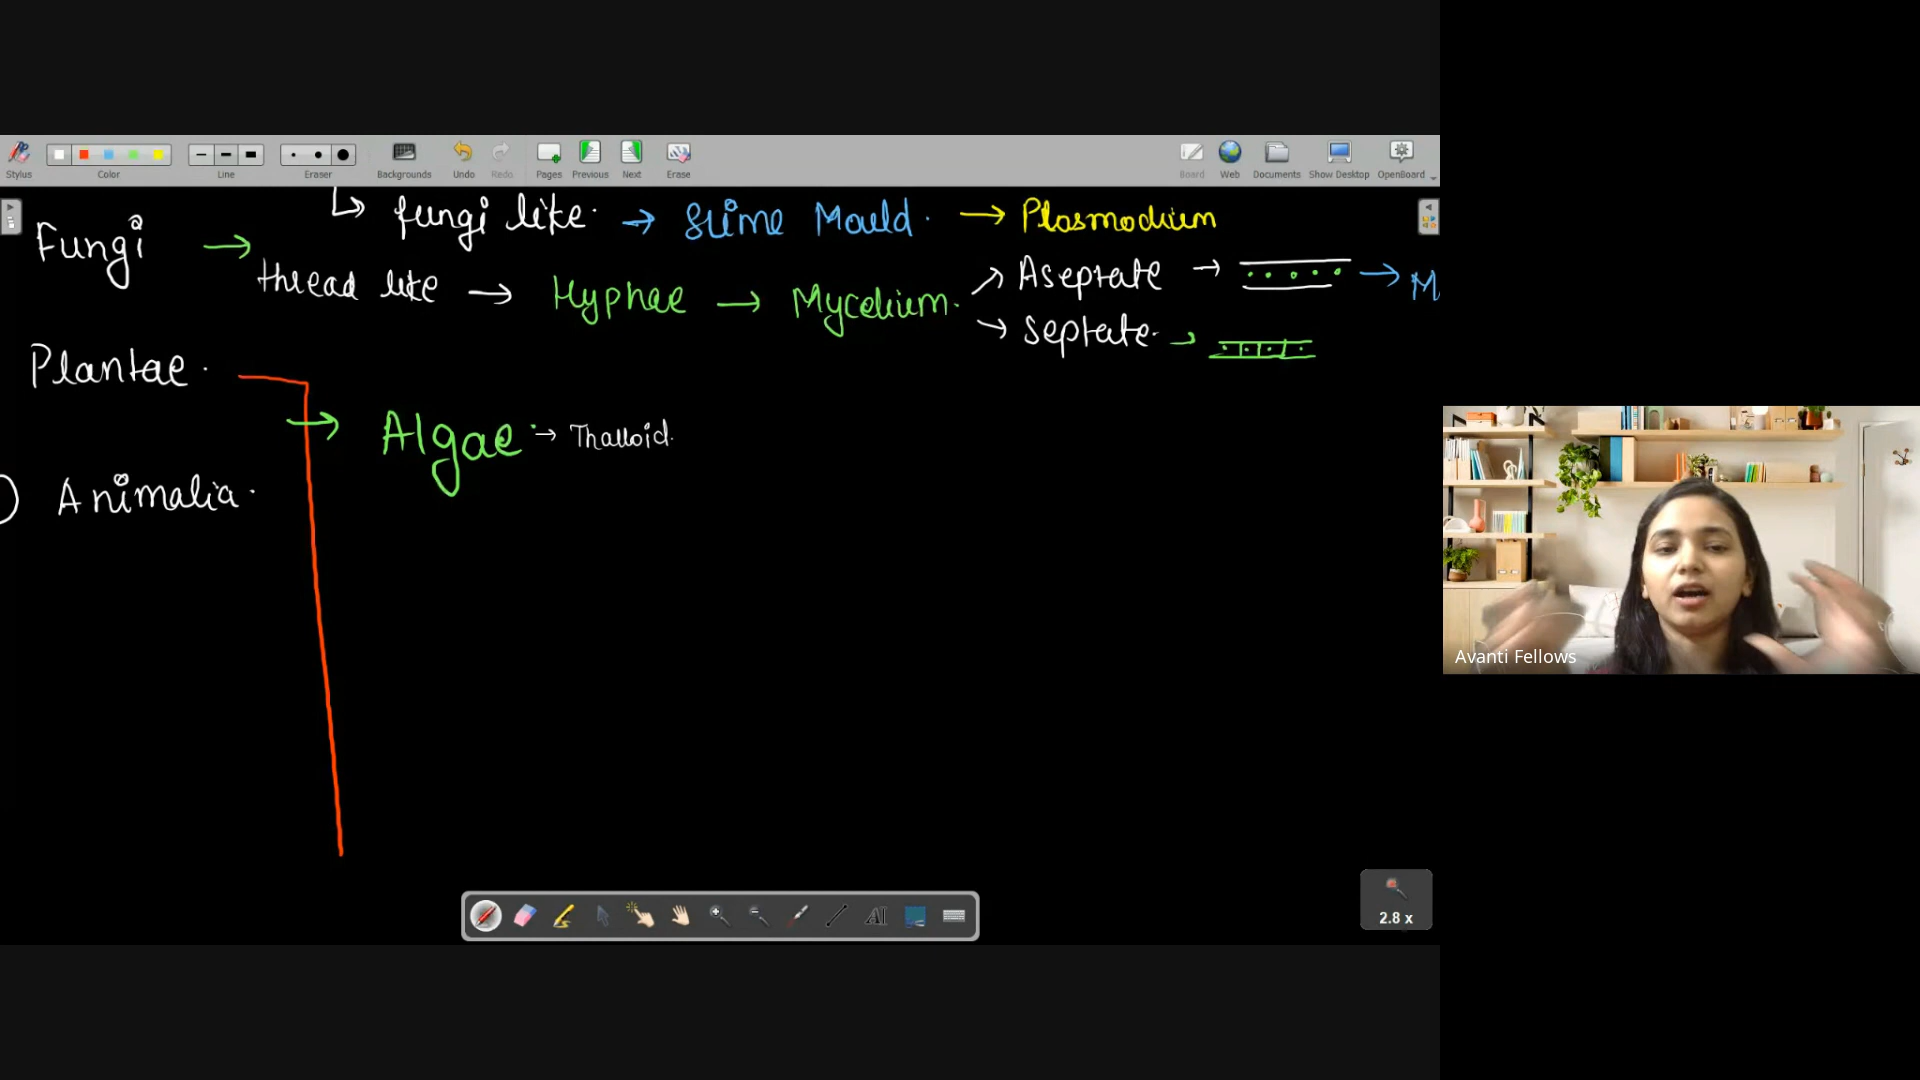 Stylus
Color
Line
Eraser
Backgrounds
Undo
Redo
Pages
Previous
Next
Erase
Board
Web
Documents
Show Desktop
OpenBoard
fungi like. → Slime Mould. → Plasmodium
Fungi →
thread like → Hyphae → Mycelium.
Aseptate → → M
Septate. →
Plantae.
→ Algae. → Thalloid.
Animalia.
Avanti Fellows
2.8 x